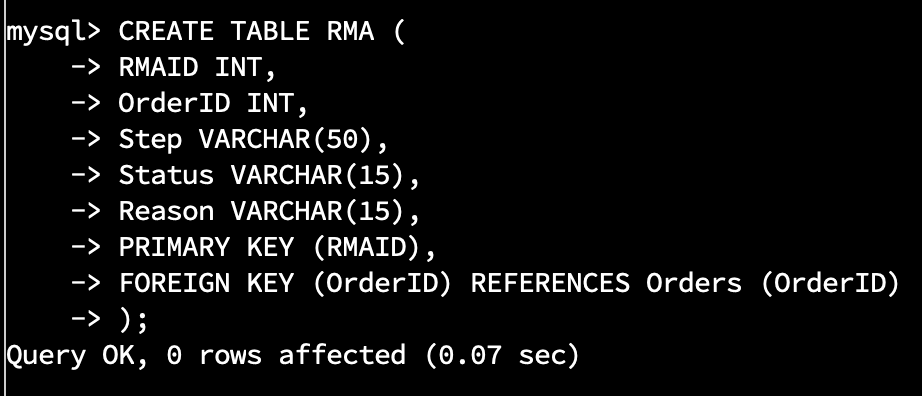 mysql> CREATE TABLE RMA (
    -> RMAID INT,
    -> OrderID INT,
    -> Step VARCHAR(50),
    -> Status VARCHAR(15),
    -> Reason VARCHAR(15),
    -> PRIMARY KEY (RMAID),
    -> FOREIGN KEY (OrderID) REFERENCES Orders (OrderID)
    -> );
Query OK, 0 rows affected (0.07 sec)